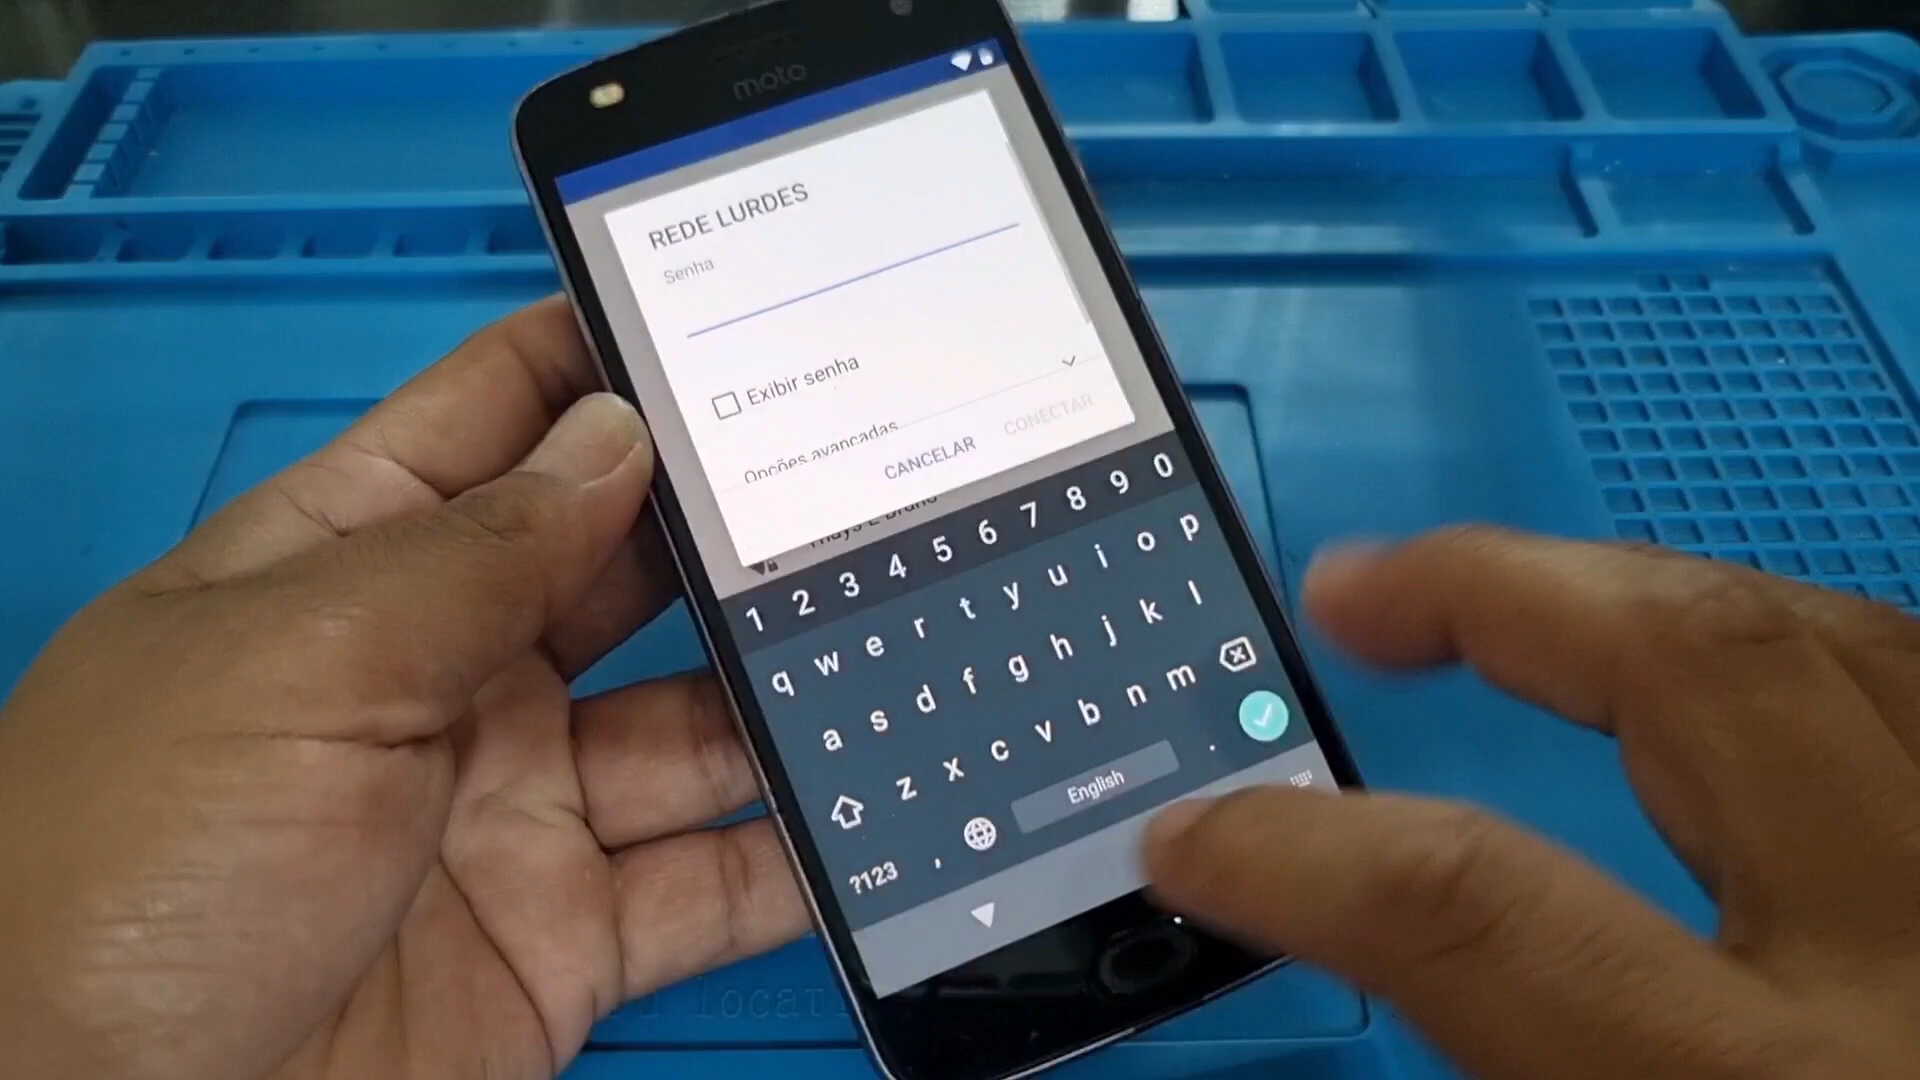 moto
REDE LURDES
Senha
Exibir senha
Opções avançadas
CANCELAR
CONECTAR
1 2 3 4 5 6 7 8 9 0
q w e r t y u i o p
a s d f g h j k l
z x c v b n m
?123 , English .